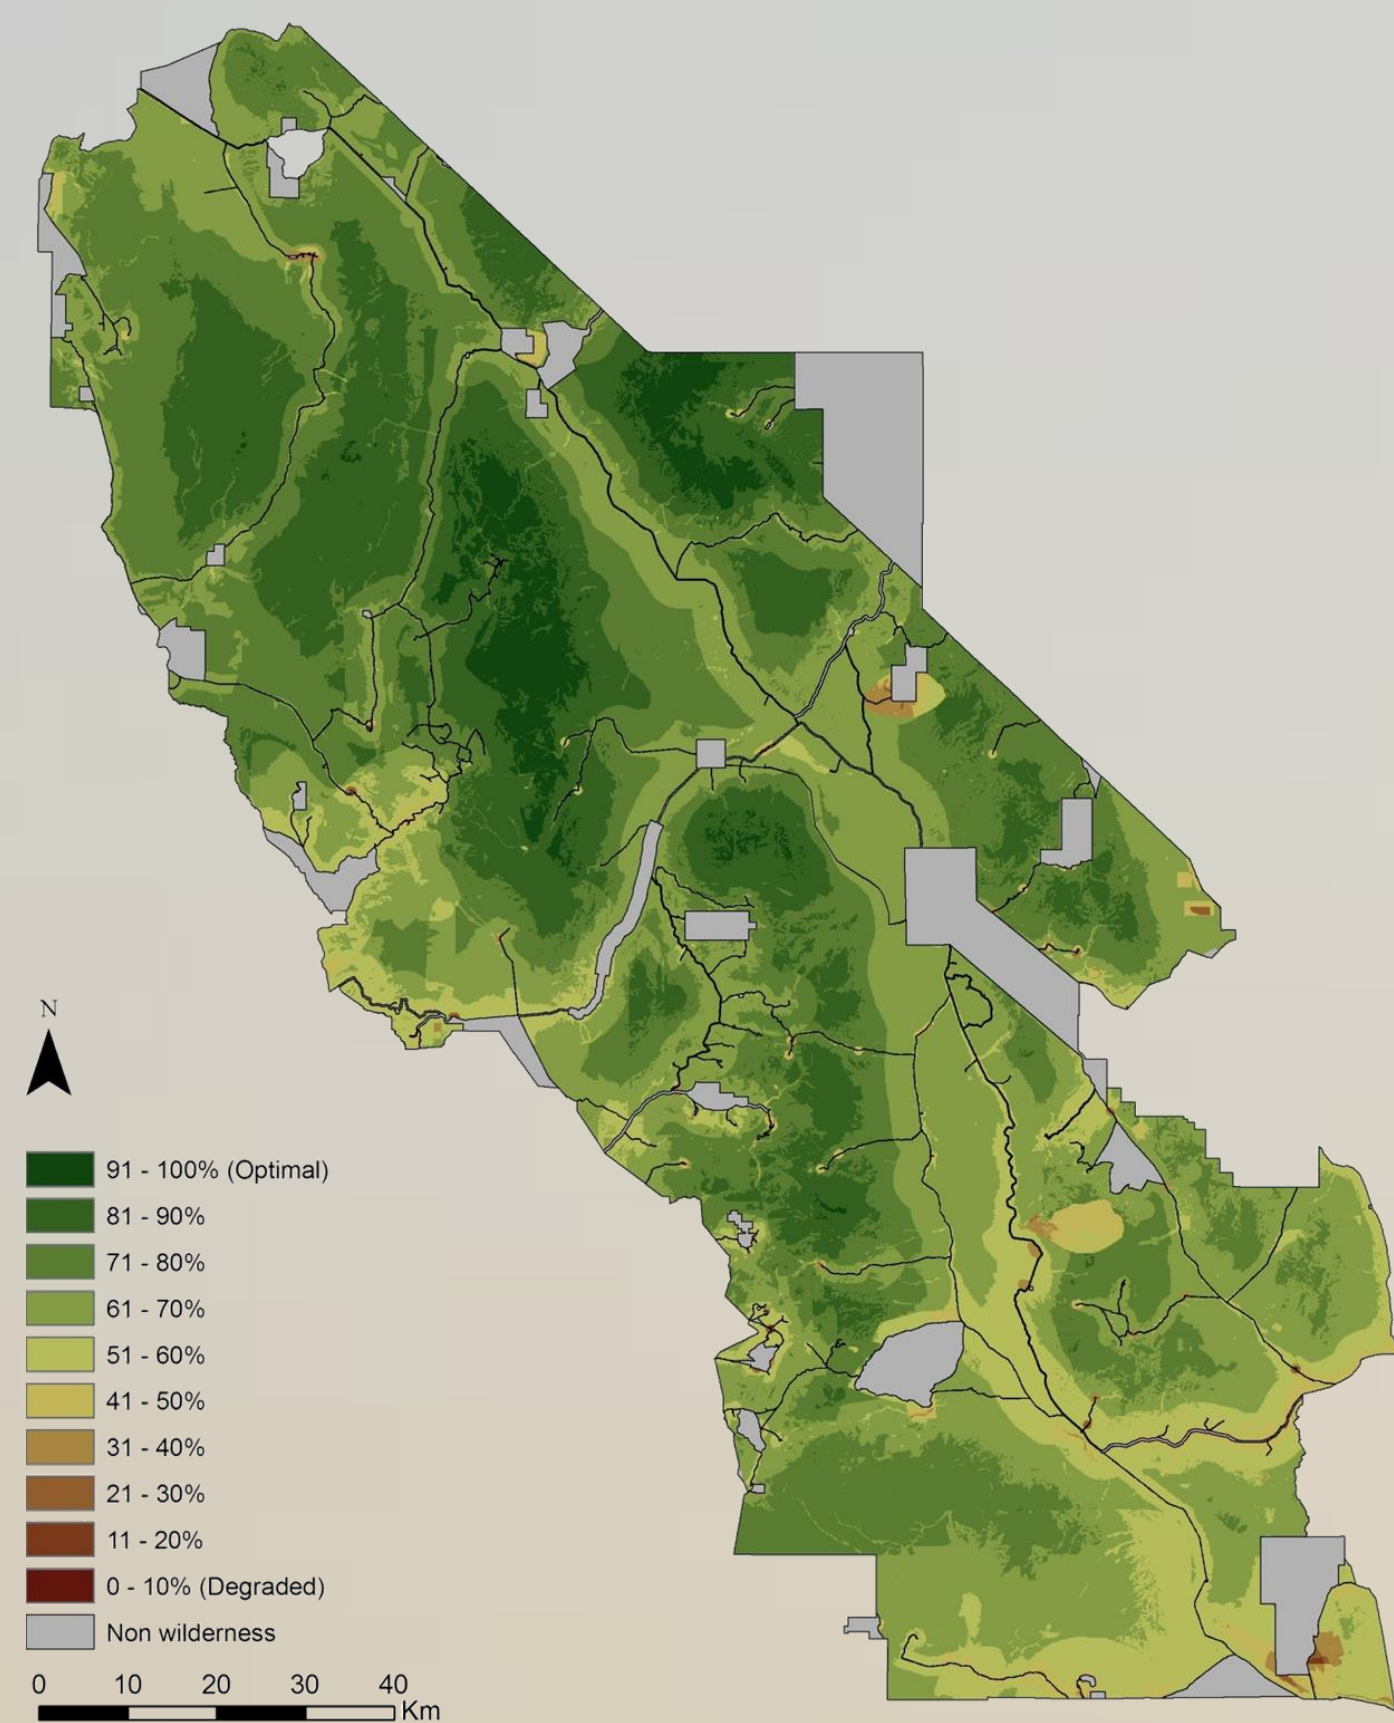 N
91 - 100% (Optimal)
81 - 90%
71 - 80%
61 - 70%
51 - 60%
41 - 50%
31 - 40%
21 - 30%
11 - 20%
0 - 10% (Degraded)
Non wilderness
0 10 20 30 40
Km